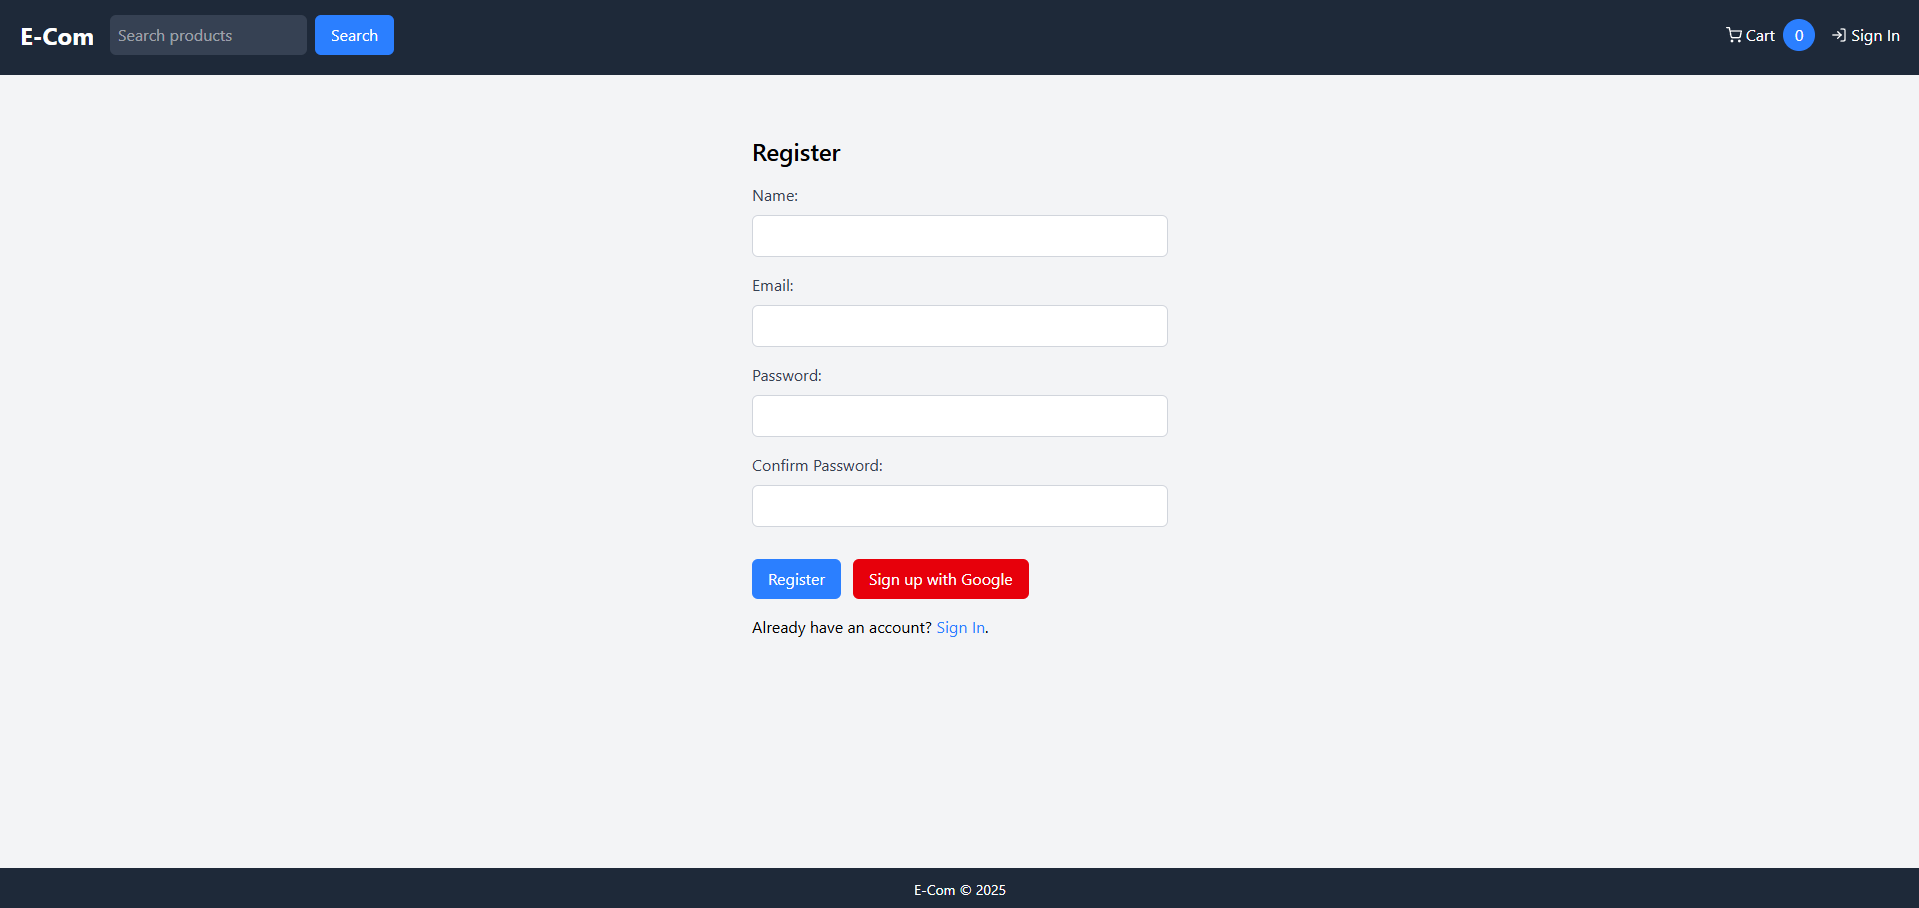 E-Com Search products Search Cart 0 Sign In
Register
Name:
Email:
Password:
Confirm Password:
Register Sign up with Google
Already have an account? Sign In.
E-Com © 2025